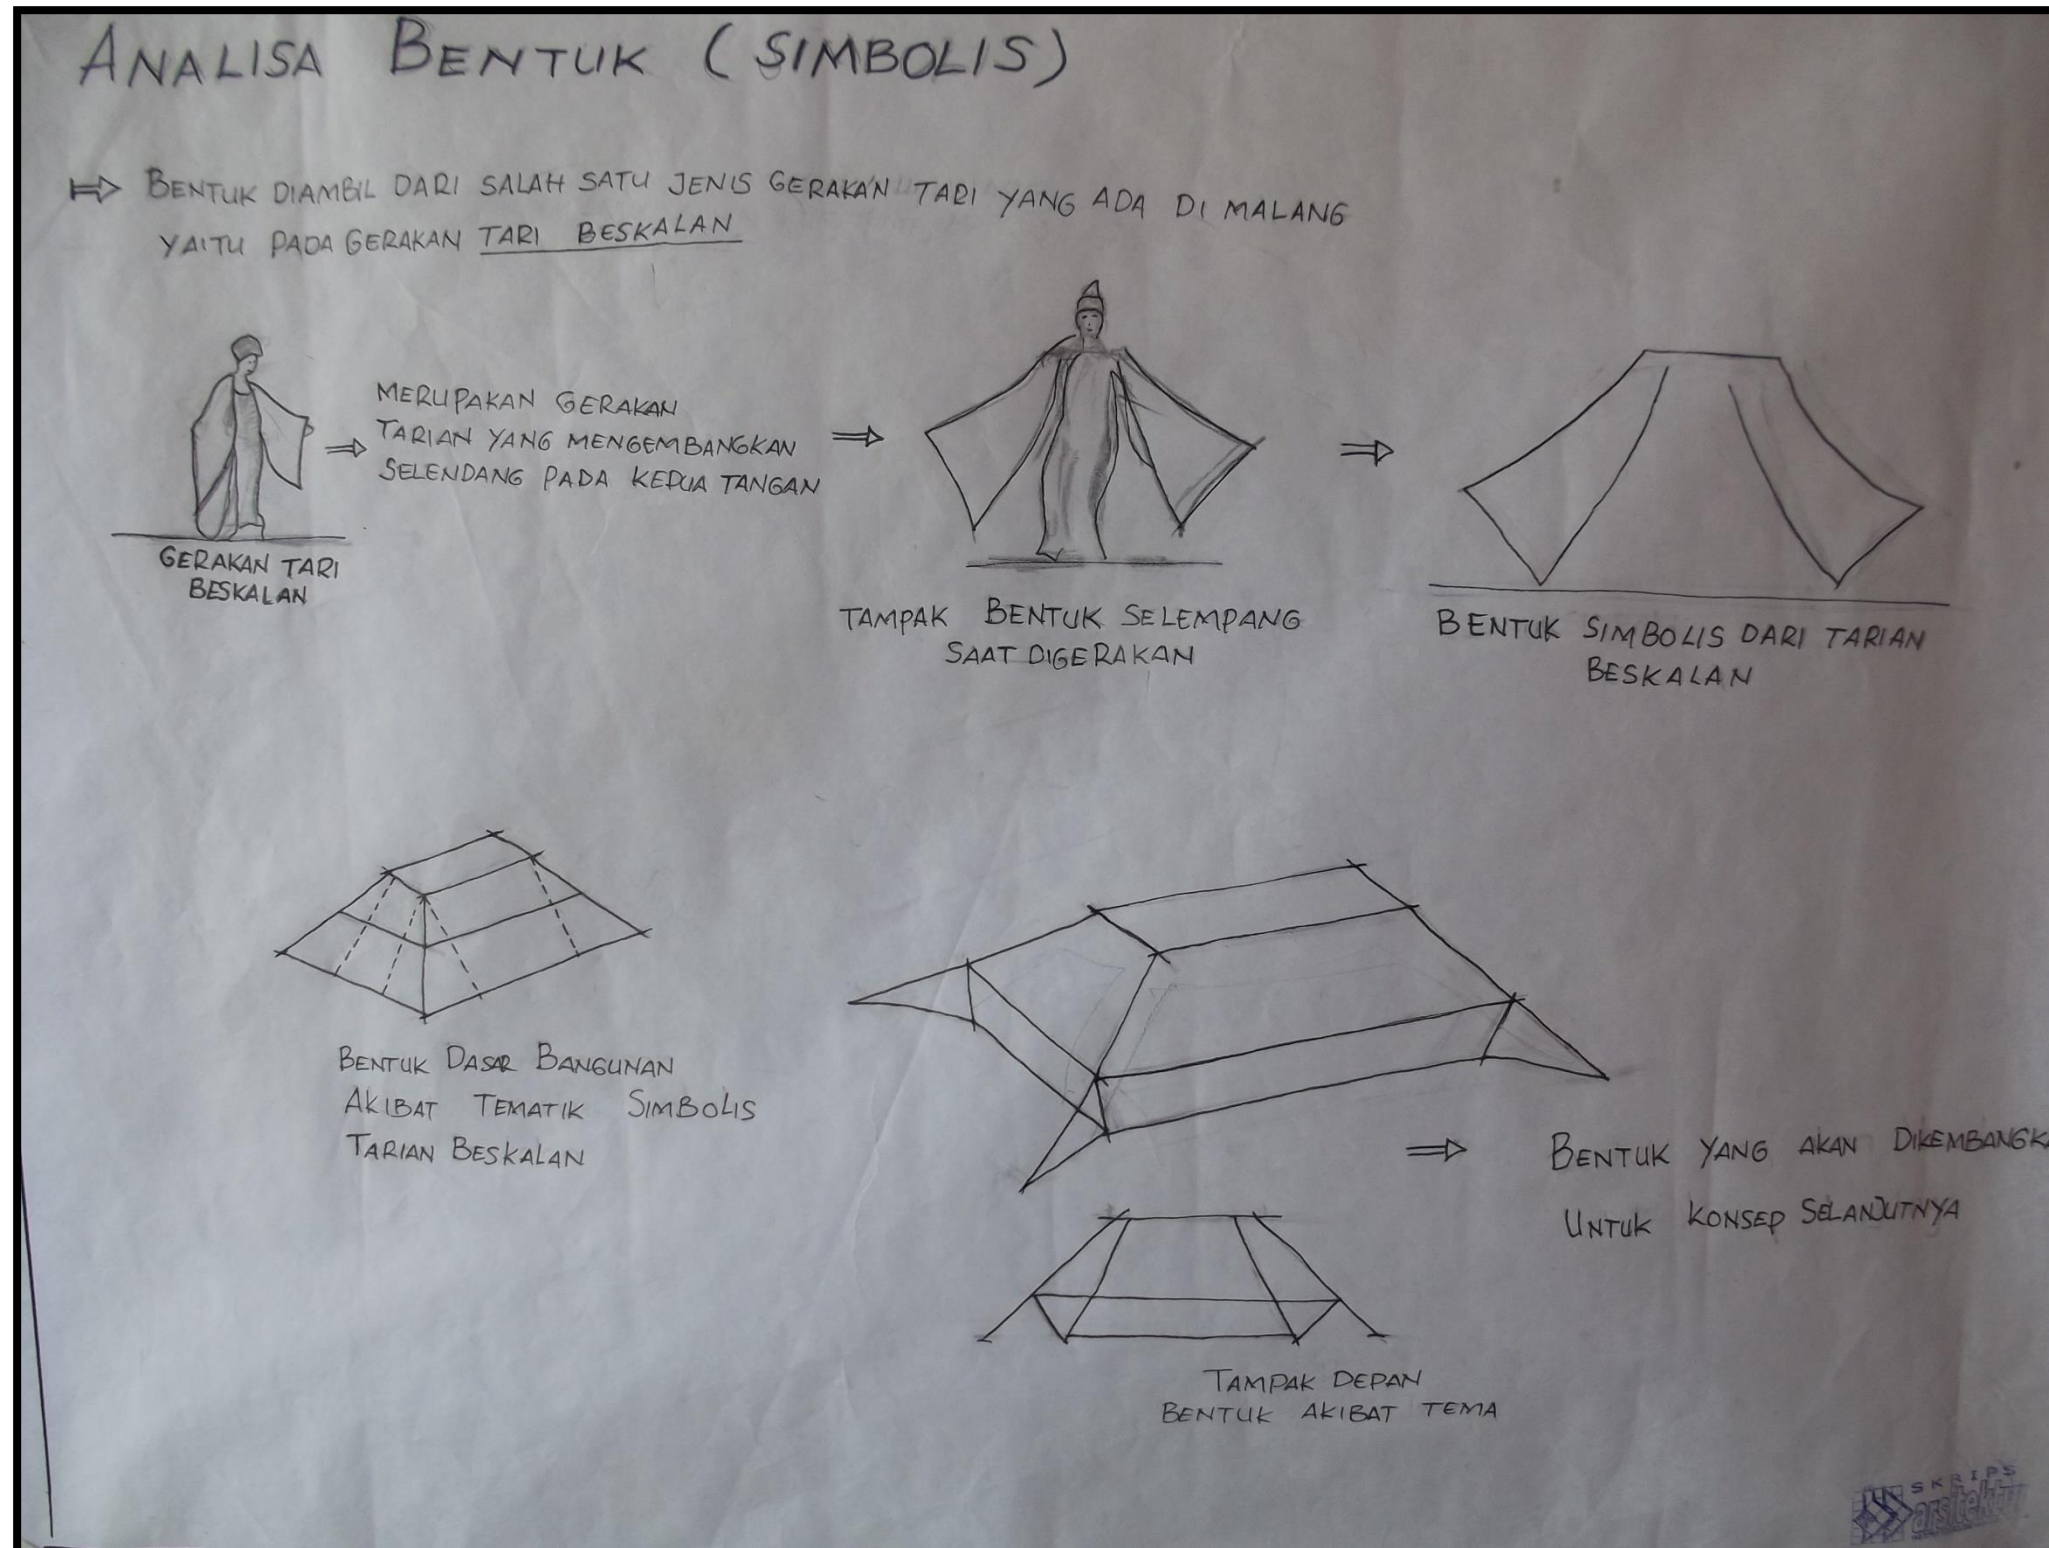 ANALISA BENTUK (SIMBOLIS)
BENTUK DIAMBIL DARI SALAH SATU JENIS GERAKAN TARI YANG ADA DI MALANG
YAITU PADA GERAKAN TARI BESKALAN
MERUPAKAN GERAKAN
TARIAN YANG MENGEMBANGKAN
SELENDANG PADA KEDUA TANGAN
GERAKAN TARI
BESKALAN
TAMPAK BENTUK SELEMPANG
SAAT DIGERAKAN
BENTUK SIMBOLIS DARI TARIAN
BESKALAN
BENTUK DASAR BANGUNAN
AKIBAT TEMATIK SIMBOLIS
TARIAN BESKALAN
BENTUK YANG AKAN DIKEMBANGKA
UNTUK KONSEP SELANJUTNYA
TAMPAK DEPAN
BENTUK AKIBAT TEMA
SKRIPS
arsitektur